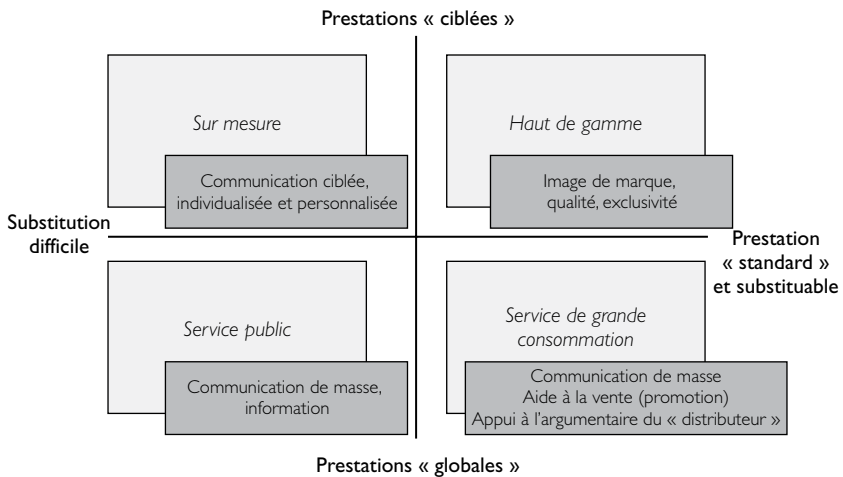 Prestations « ciblées »
Sur mesure
Communication ciblée,
individualisée et personnalisée
Haut de gamme
Image de marque,
qualité, exclusivité
Substitution
difficile
Prestation
« standard »
et substituable
Service public
Communication de masse,
information
Service de grande
consommation
Communication de masse
Aide à la vente (promotion)
Appui à l'argumentaire du « distributeur »
Prestations « globales »